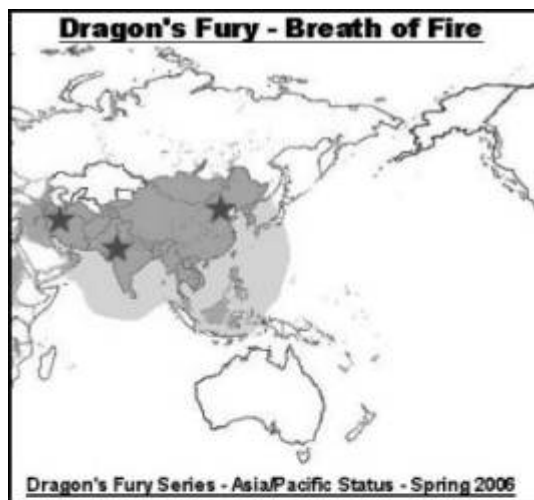 Dragon's Fury - Breath of Fire
Dragon's Fury Series - Asia/Pacific Status - Spring 2006